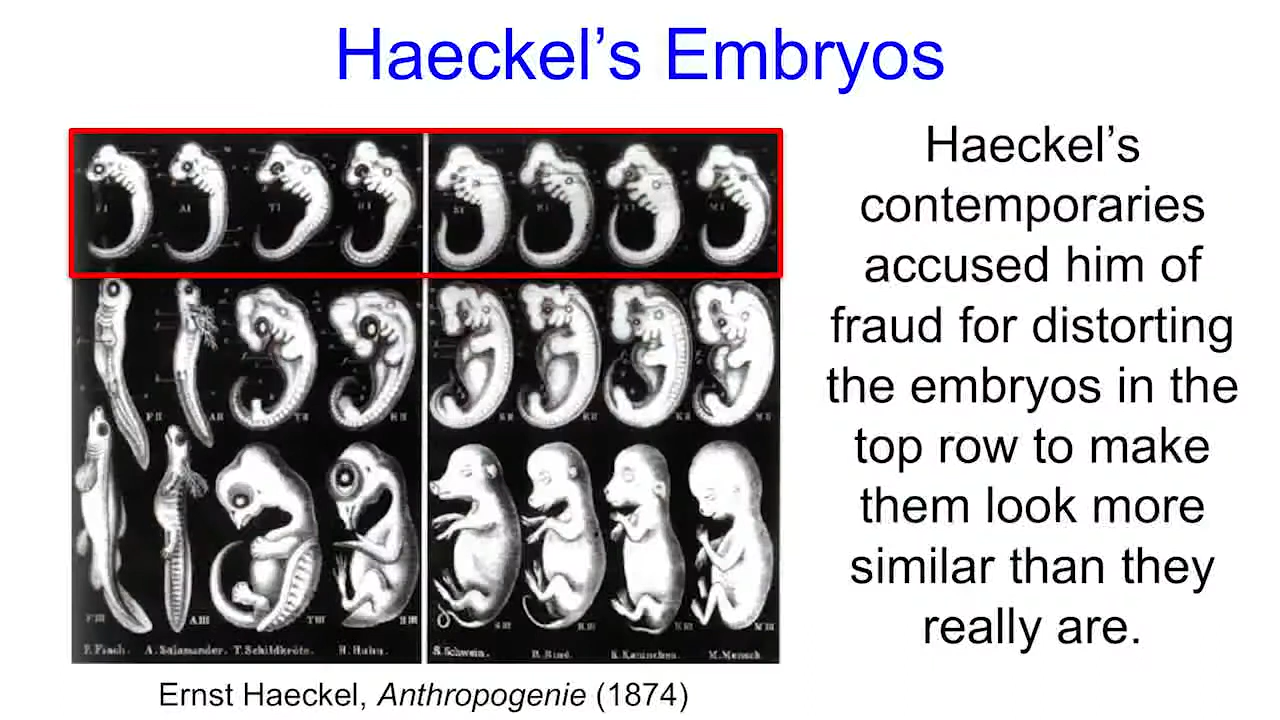 Haeckel's Embryos
Haeckel's
contemporaries
accused him of
fraud for distorting
the embryos in the
top row to make
them look more
similar than they
really are.
A. Salamander. T. Schildkröte. H. Huhn. S. Schwein. R. Rind. K. Kaninchen. M. Mensch.
Ernst Haeckel, Anthropogenie (1874)